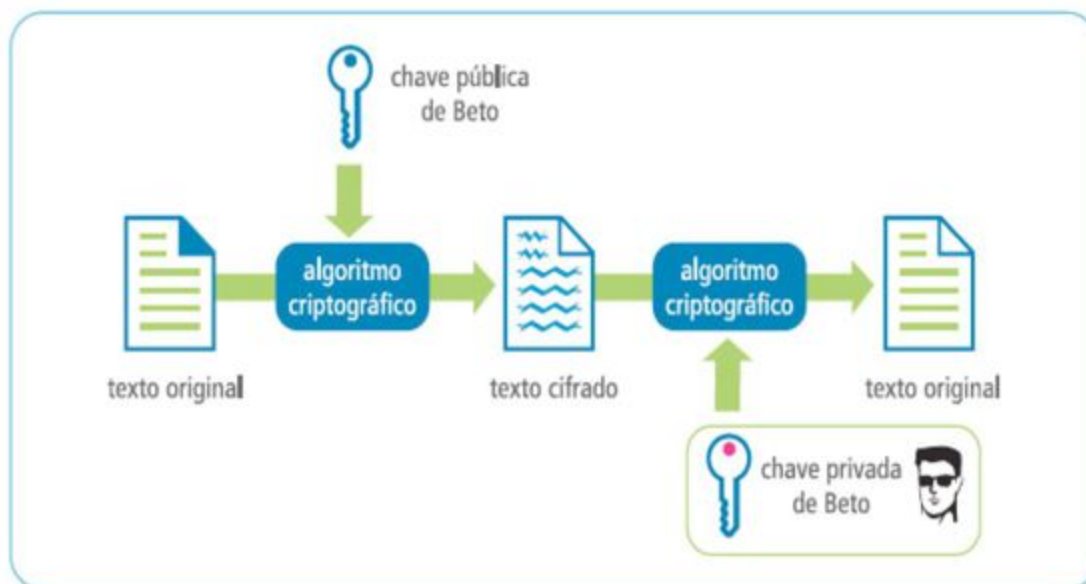 chave pública
de Beto
algoritmo
criptográfico
algoritmo
criptográfico
texto original
texto cifrado
texto original
chave privada
de Beto